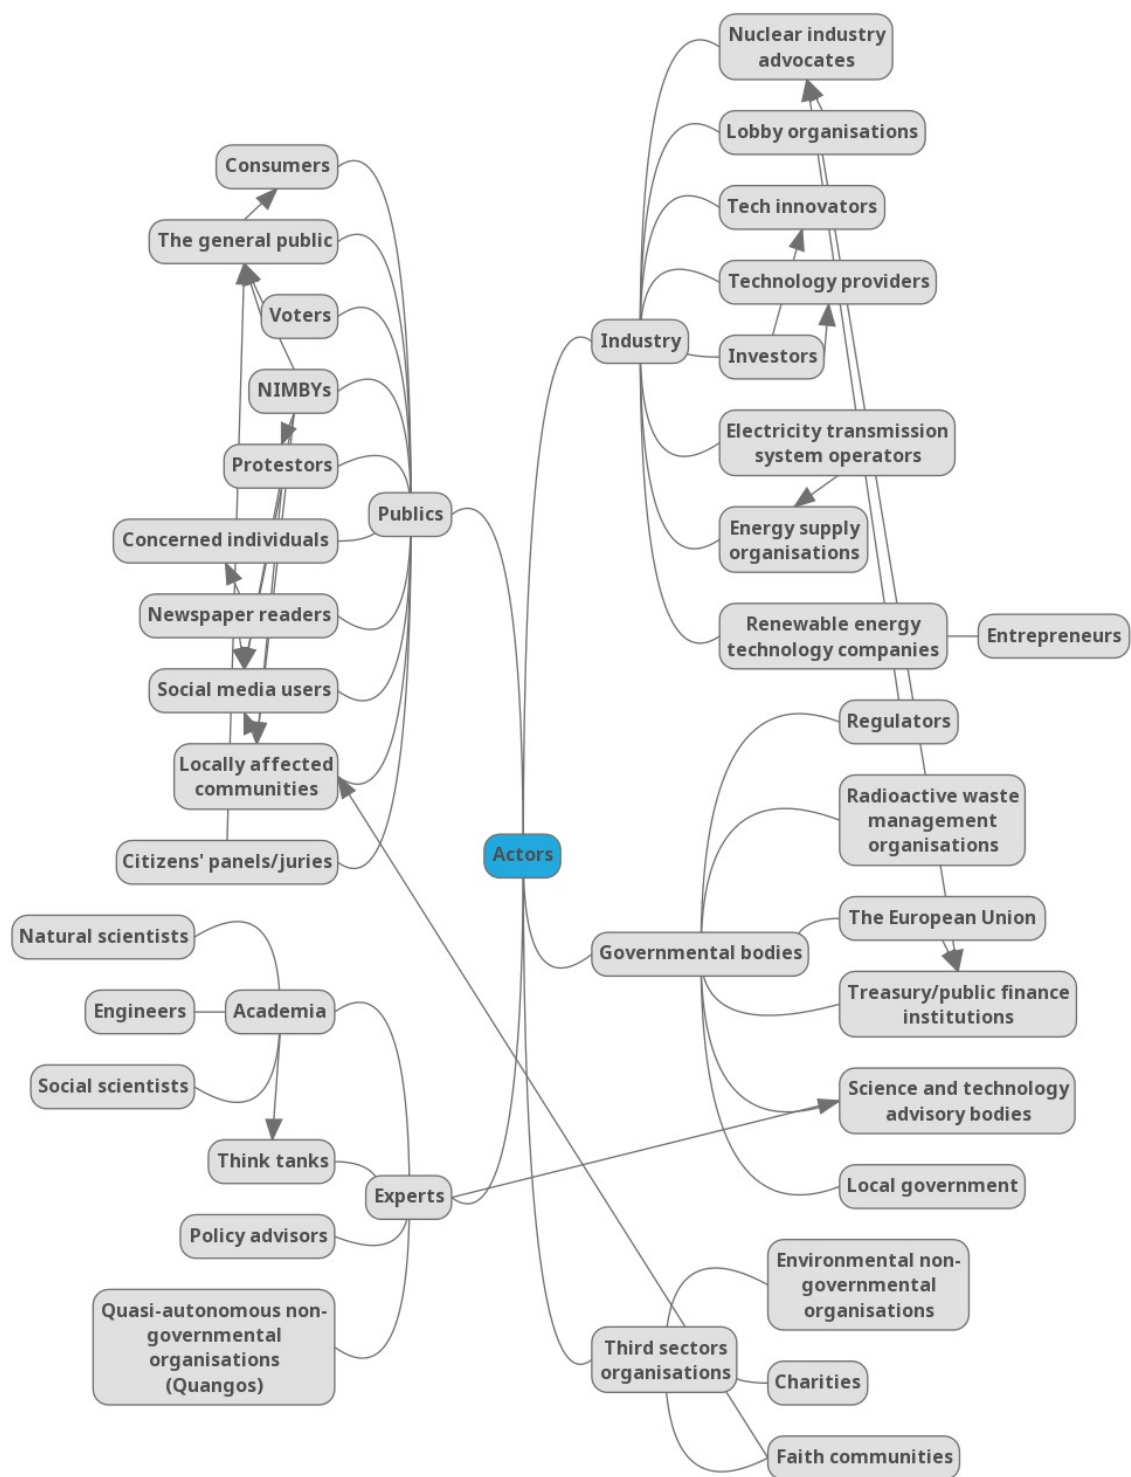 Nuclear industry
advocates
Lobby organisations
Consumers
Tech innovators
The general public
Technology providers
Voters
Industry
Investors
NIMBYs
Electricity transmission
system operators
Protestors
Publics
Concerned individuals
Energy supply
organisations
Newspaper readers
Renewable energy
technology companies
Entrepreneurs
Social media users
Regulators
Locally affected
communities
Radioactive waste
management
organisations
Actors
Citizens' panels/juries
The European Union
Natural scientists
Governmental bodies
Treasury/public finance
institutions
Engineers
Academia
Social scientists
Science and technology
advisory bodies
Think tanks
Local government
Experts
Policy advisors
Environmental non-
governmental
organisations
Quasi-autonomous non-
governmental
organisations
(Quangos)
Third sectors
organisations
Charities
Faith communities